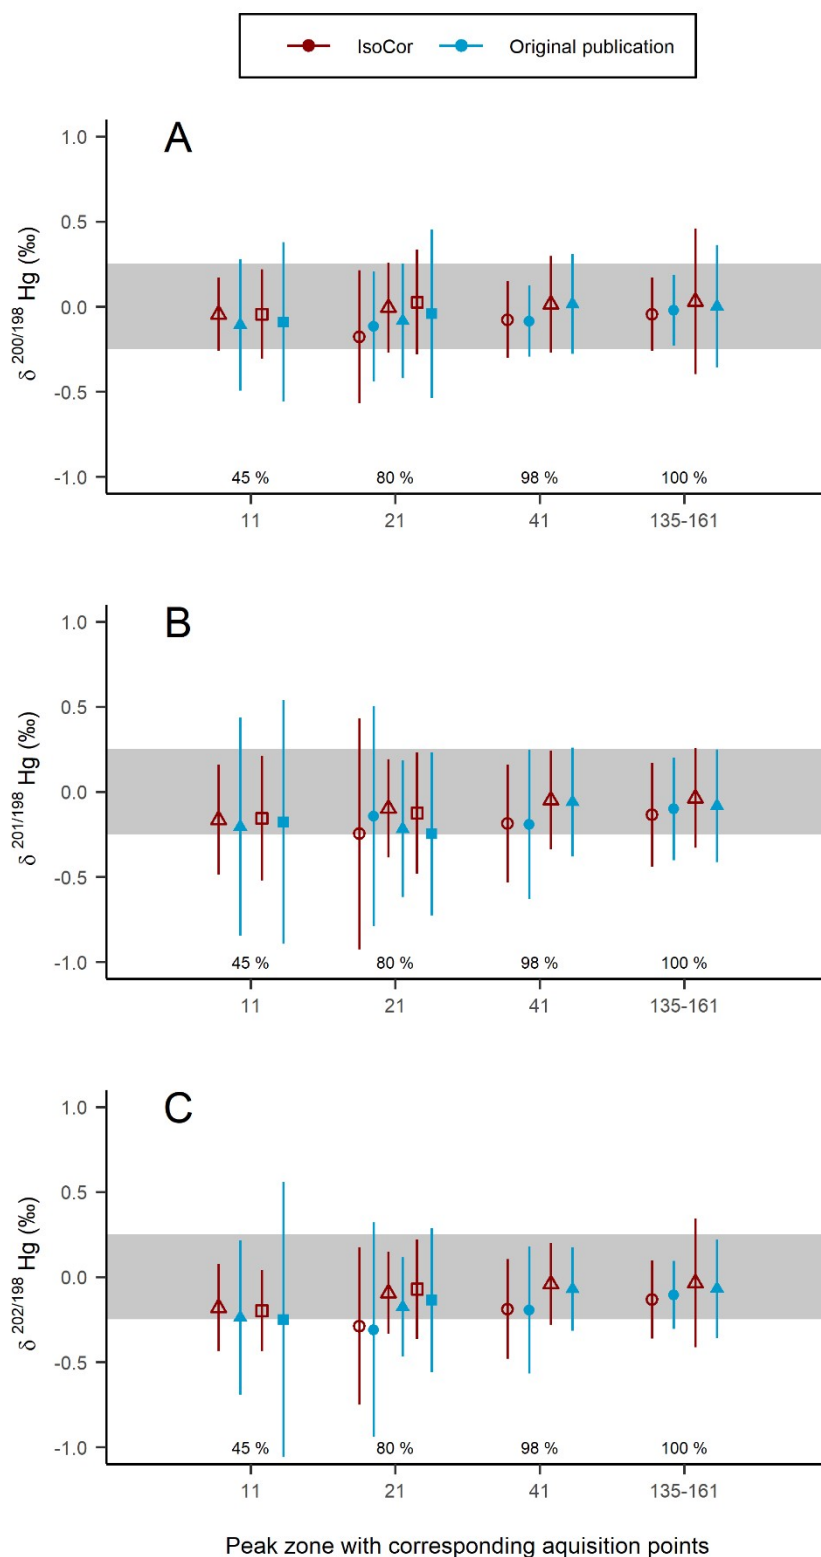 IsoCor Original publication
A
1.0
0.5
0.0
-0.5
-1.0
δ 200/198 Hg (‰)
45 % 80 % 98 % 100 %
11 21 41 135-161
B
1.0
0.5
0.0
-0.5
-1.0
δ 201/198 Hg (‰)
45 % 80 % 98 % 100 %
11 21 41 135-161
C
1.0
0.5
0.0
-0.5
-1.0
δ 202/198 Hg (‰)
45 % 80 % 98 % 100 %
11 21 41 135-161
Peak zone with corresponding aquisition points